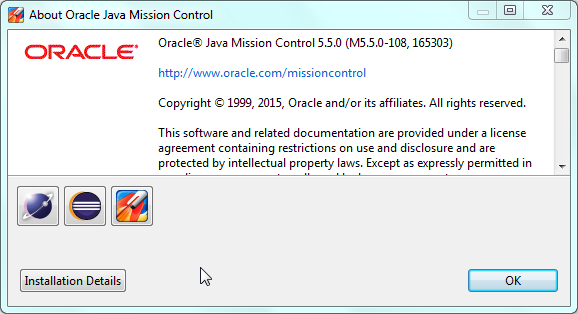 About Oracle Java Mission Control
ORACLE
Oracle® Java Mission Control 5.5.0 (M5.5.0-108, 165303)
http://www.oracle.com/missioncontrol
Copyright © 1999, 2015, Oracle and/or its affiliates. All rights reserved.
This software and related documentation are provided under a license
agreement containing restrictions on use and disclosure and are
protected by intellectual property laws. Except as expressly permitted in
Installation Details
OK